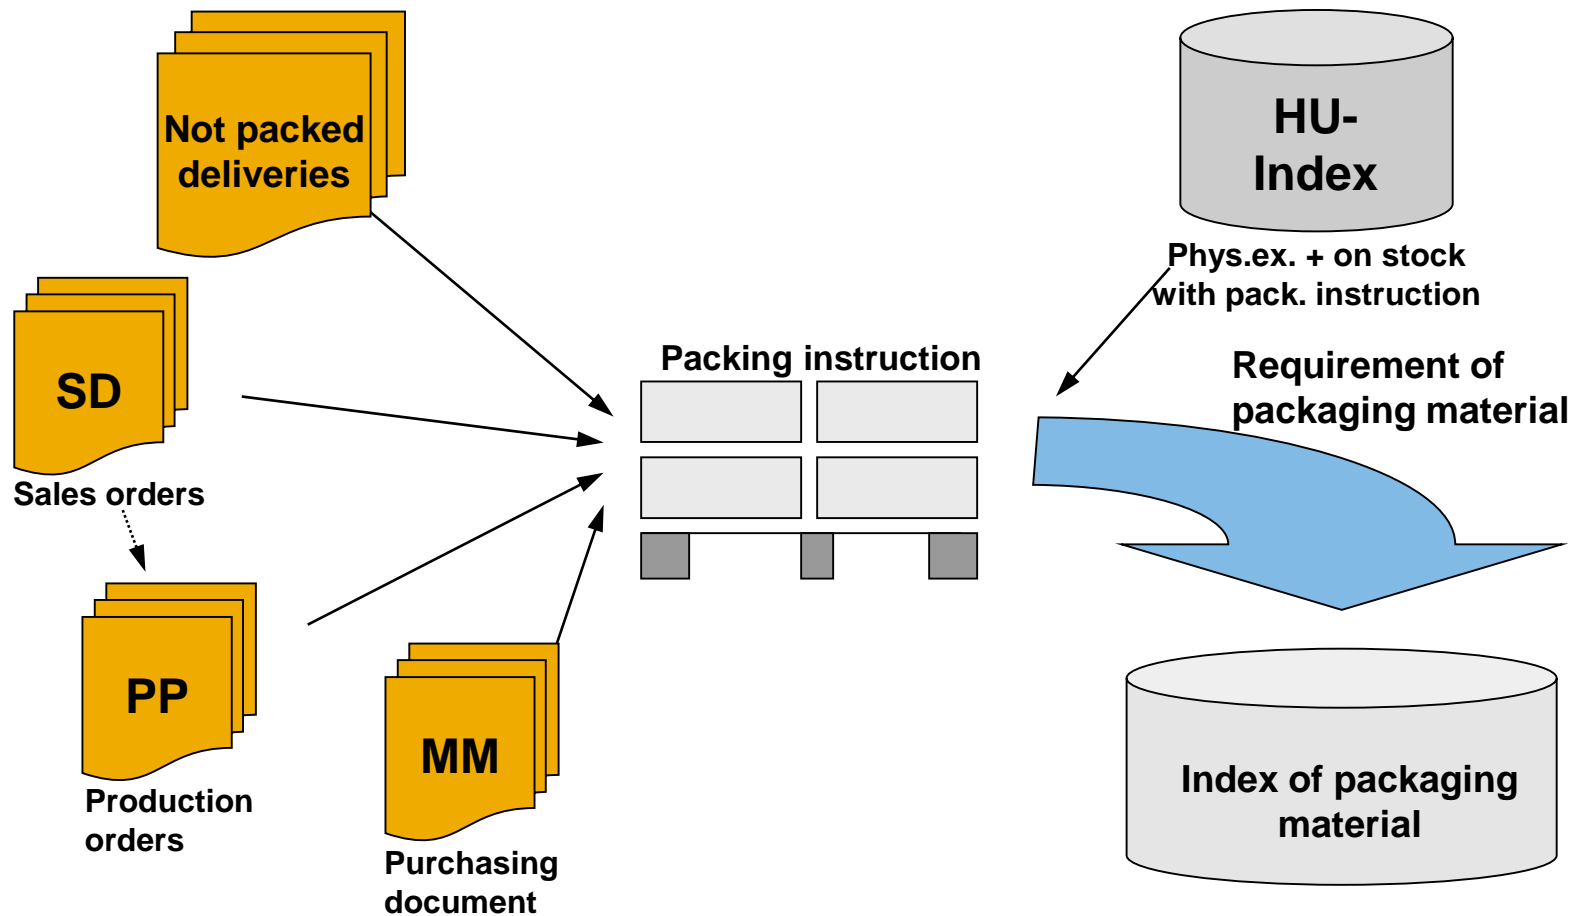 Not packed
deliveries
HU-
Index
Phys.ex. + on stock
with pack. instruction
SD
Sales orders
Packing instruction
Requirement of
packaging material
PP
Production
orders
MM
Purchasing
document
Index of packaging
material